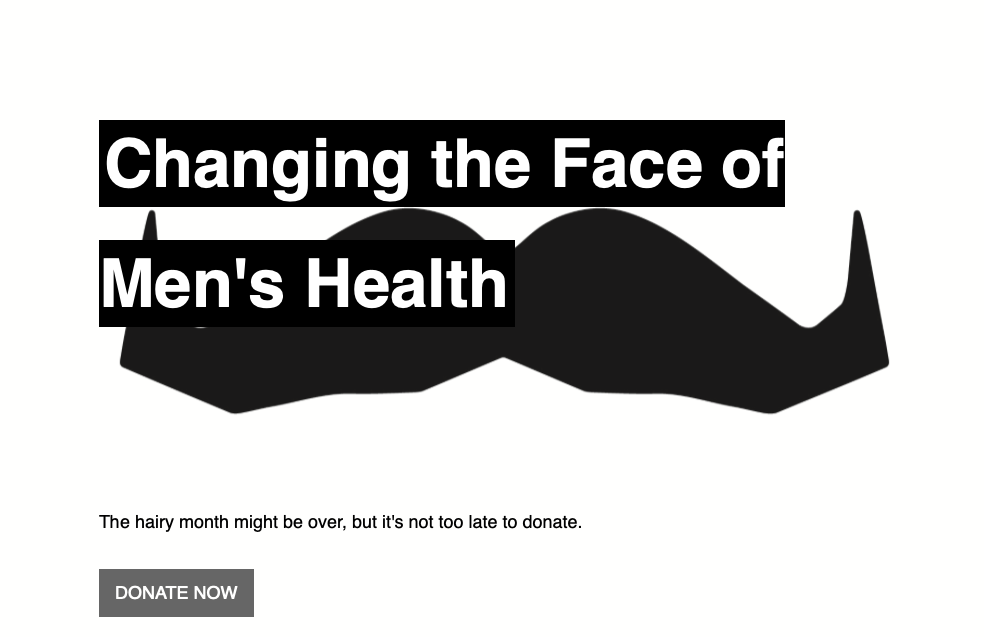 Changing the Face of
Men's Health
The hairy month might be over, but it's not too late to donate.
DONATE NOW